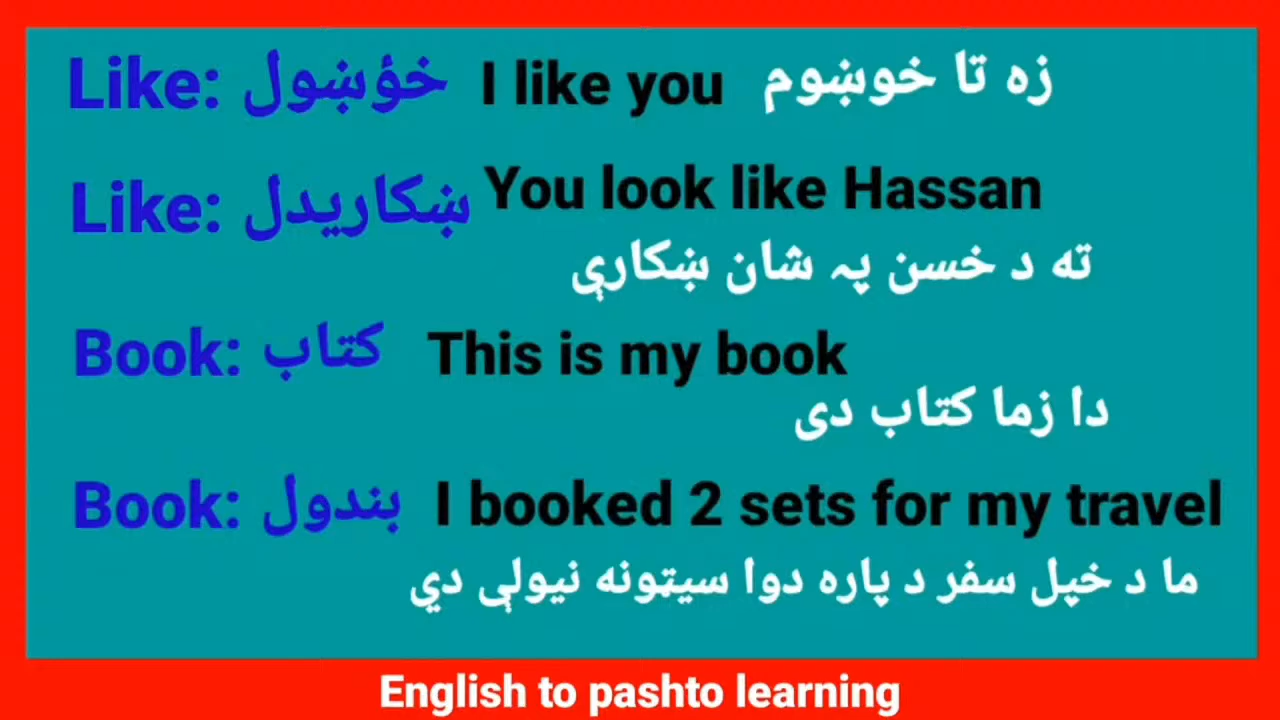 Like: خؤښول I like you زه تا خوښوم
Like: ښکاریدل You look like Hassan
ته د خسن په شان ښکارې
Book: کتاب This is my book
دا زما کتاب دی
Book: بندول I booked 2 sets for my travel
ما د خپل سفر د پاره دوا سیټونه نیولې دي
English to pashto learning